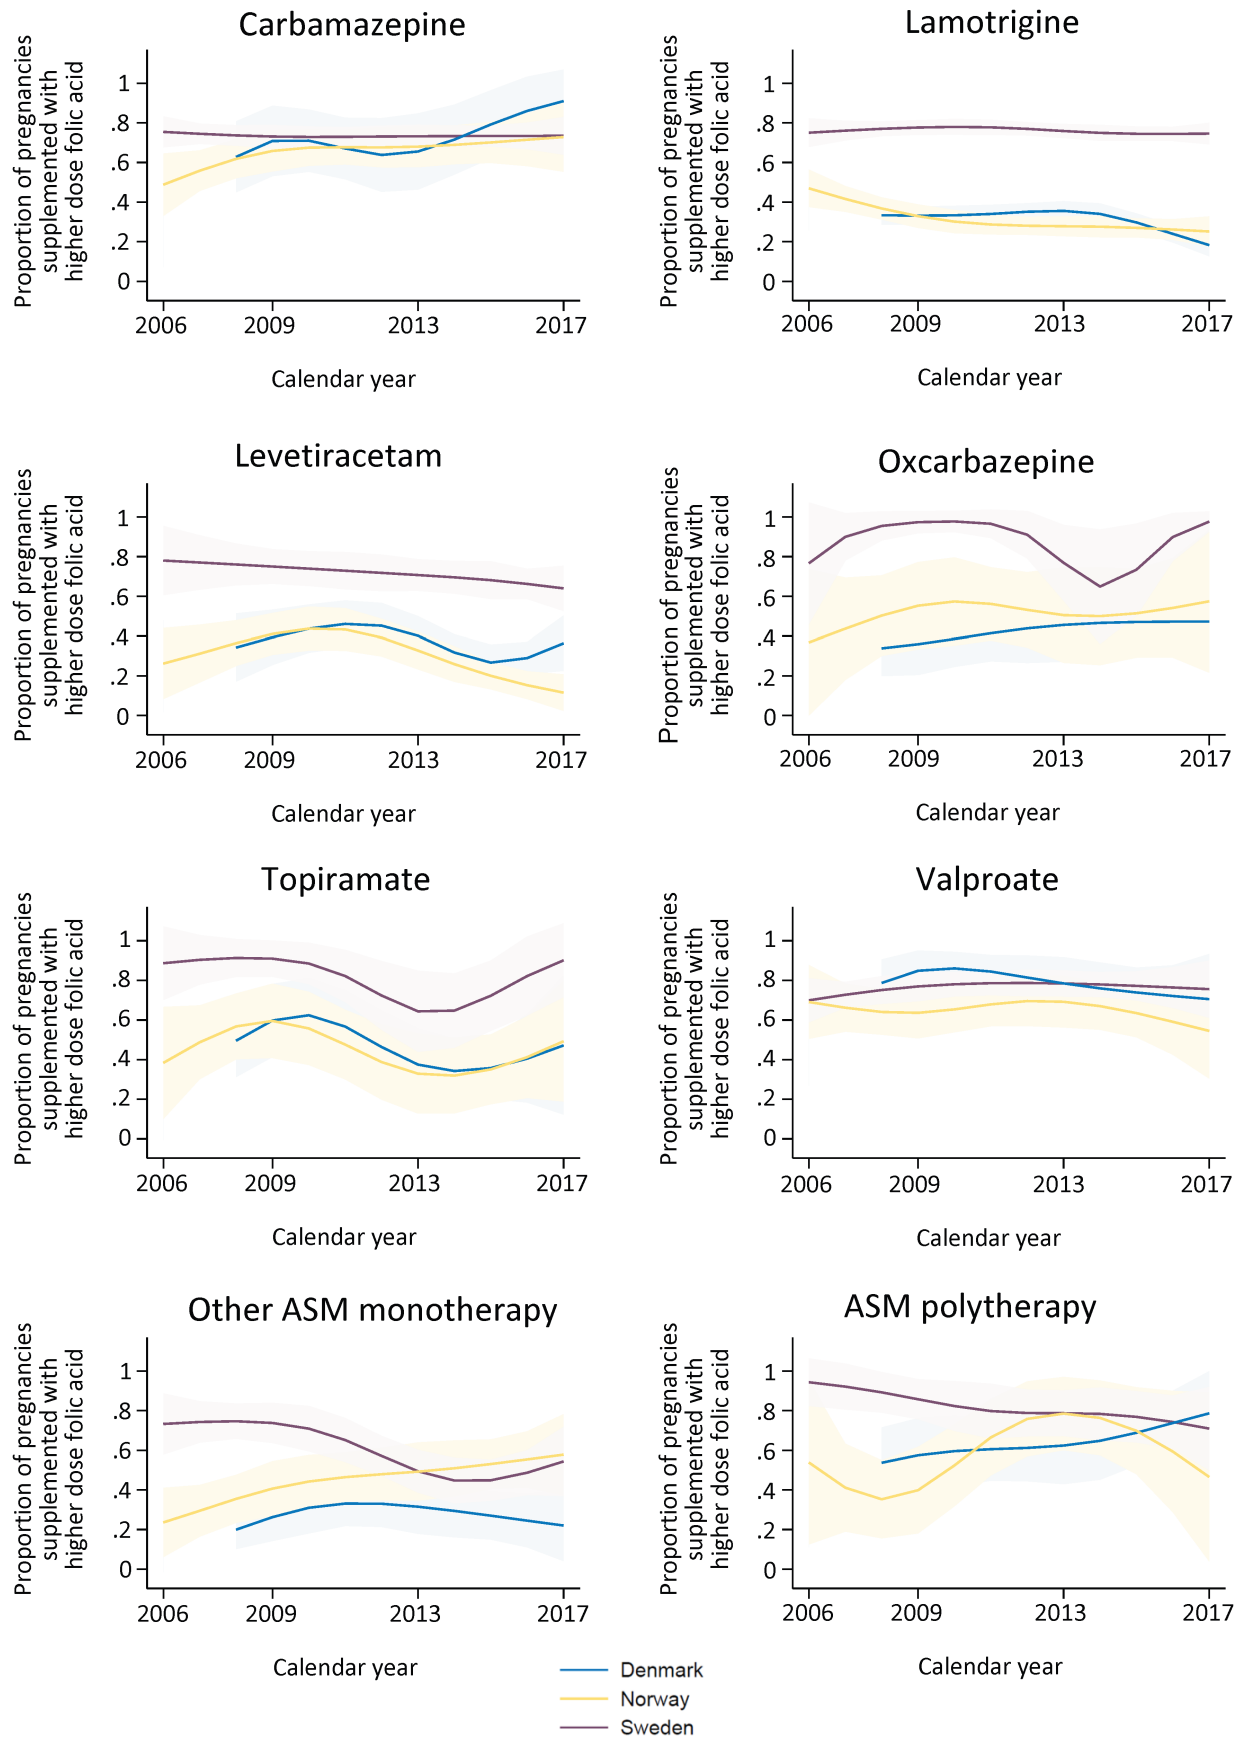 Carbamazepine
Proportion of pregnancies
supplemented with
higher dose folic acid
1
.8
.6
.4
.2
0
2006 2009 2013 2017
Calendar year
Lamotrigine
Proportion of pregnancies
supplemented with
higher dose folic acid
1
.8
.6
.4
.2
0
2006 2009 2013 2017
Calendar year
Levetiracetam
Proportion of pregnancies
supplemented with
higher dose folic acid
1
.8
.6
.4
.2
0
2006 2009 2013 2017
Calendar year
Oxcarbazepine
Proportion of pregnancies
supplemented with
higher dose folic acid
1
.8
.6
.4
.2
0
2006 2009 2013 2017
Calendar year
Topiramate
Proportion of pregnancies
supplemented with
higher dose folic acid
1
.8
.6
.4
.2
0
2006 2009 2013 2017
Calendar year
Valproate
Proportion of pregnancies
supplemented with
higher dose folic acid
1
.8
.6
.4
.2
0
2006 2009 2013 2017
Calendar year
Other ASM monotherapy
Proportion of pregnancies
supplemented with
higher dose folic acid
1
.8
.6
.4
.2
0
2006 2009 2013 2017
Calendar year
ASM polytherapy
Proportion of pregnancies
supplemented with
higher dose folic acid
1
.8
.6
.4
.2
0
2006 2009 2013 2017
Calendar year
Denmark
Norway
Sweden